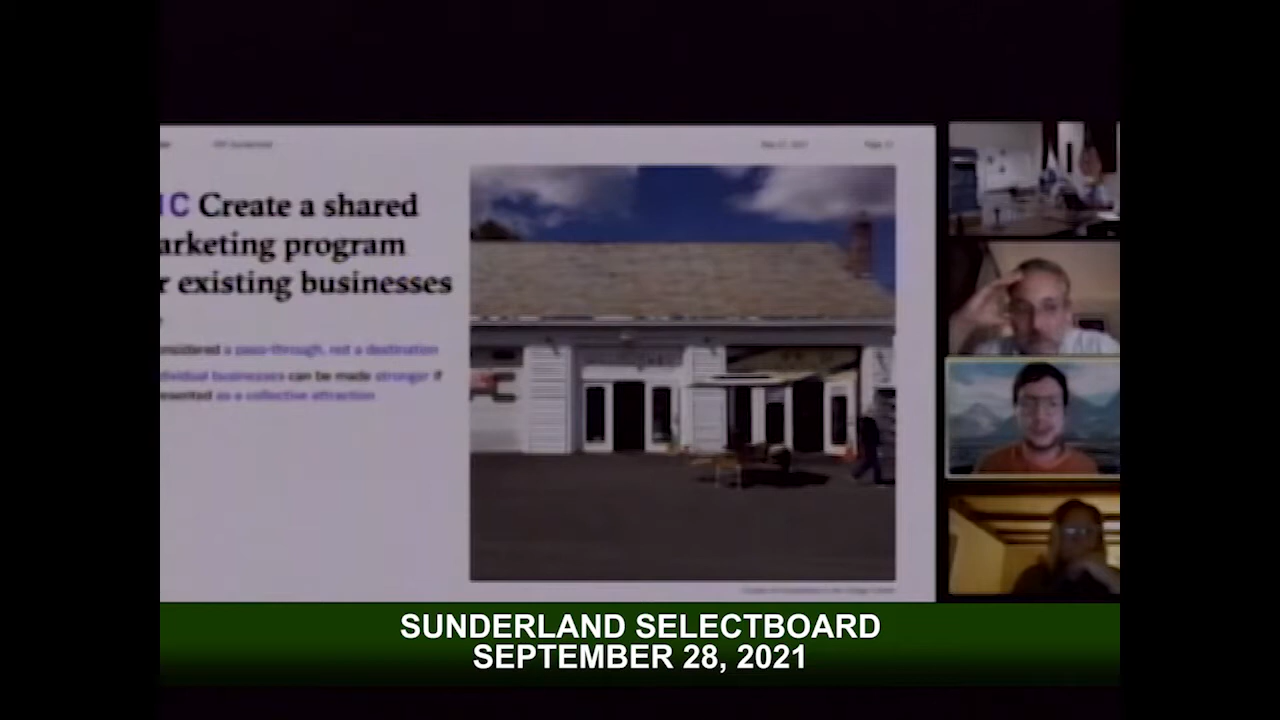 IC Create a shared
arketing program
r existing businesses
nsidered a pass-through, not a destination
dividual businesses can be made stronger if
esented as a collective attraction
SUNDERLAND SELECTBOARD
SEPTEMBER 28, 2021